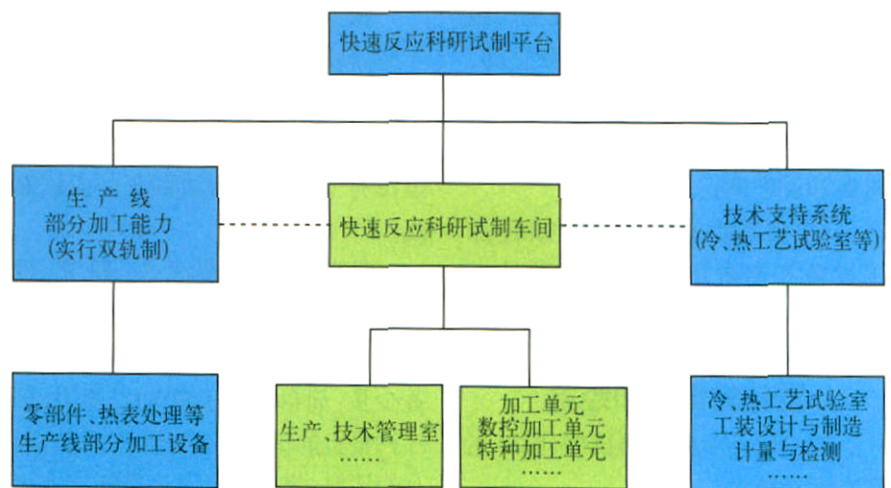 快速反应科研试制平台
生产线
部分加工能力
(实行双轨制)
快速反应科研试制车间
技术支持系统
(冷、热工艺试验室等)
零部件、热表处理等
生产线部分加工设备
生产、技术管理室
……
加工单元
数控加工单元
特种加工单元
……
冷、热工艺试验室
工装设计与制造
计量与检测
……